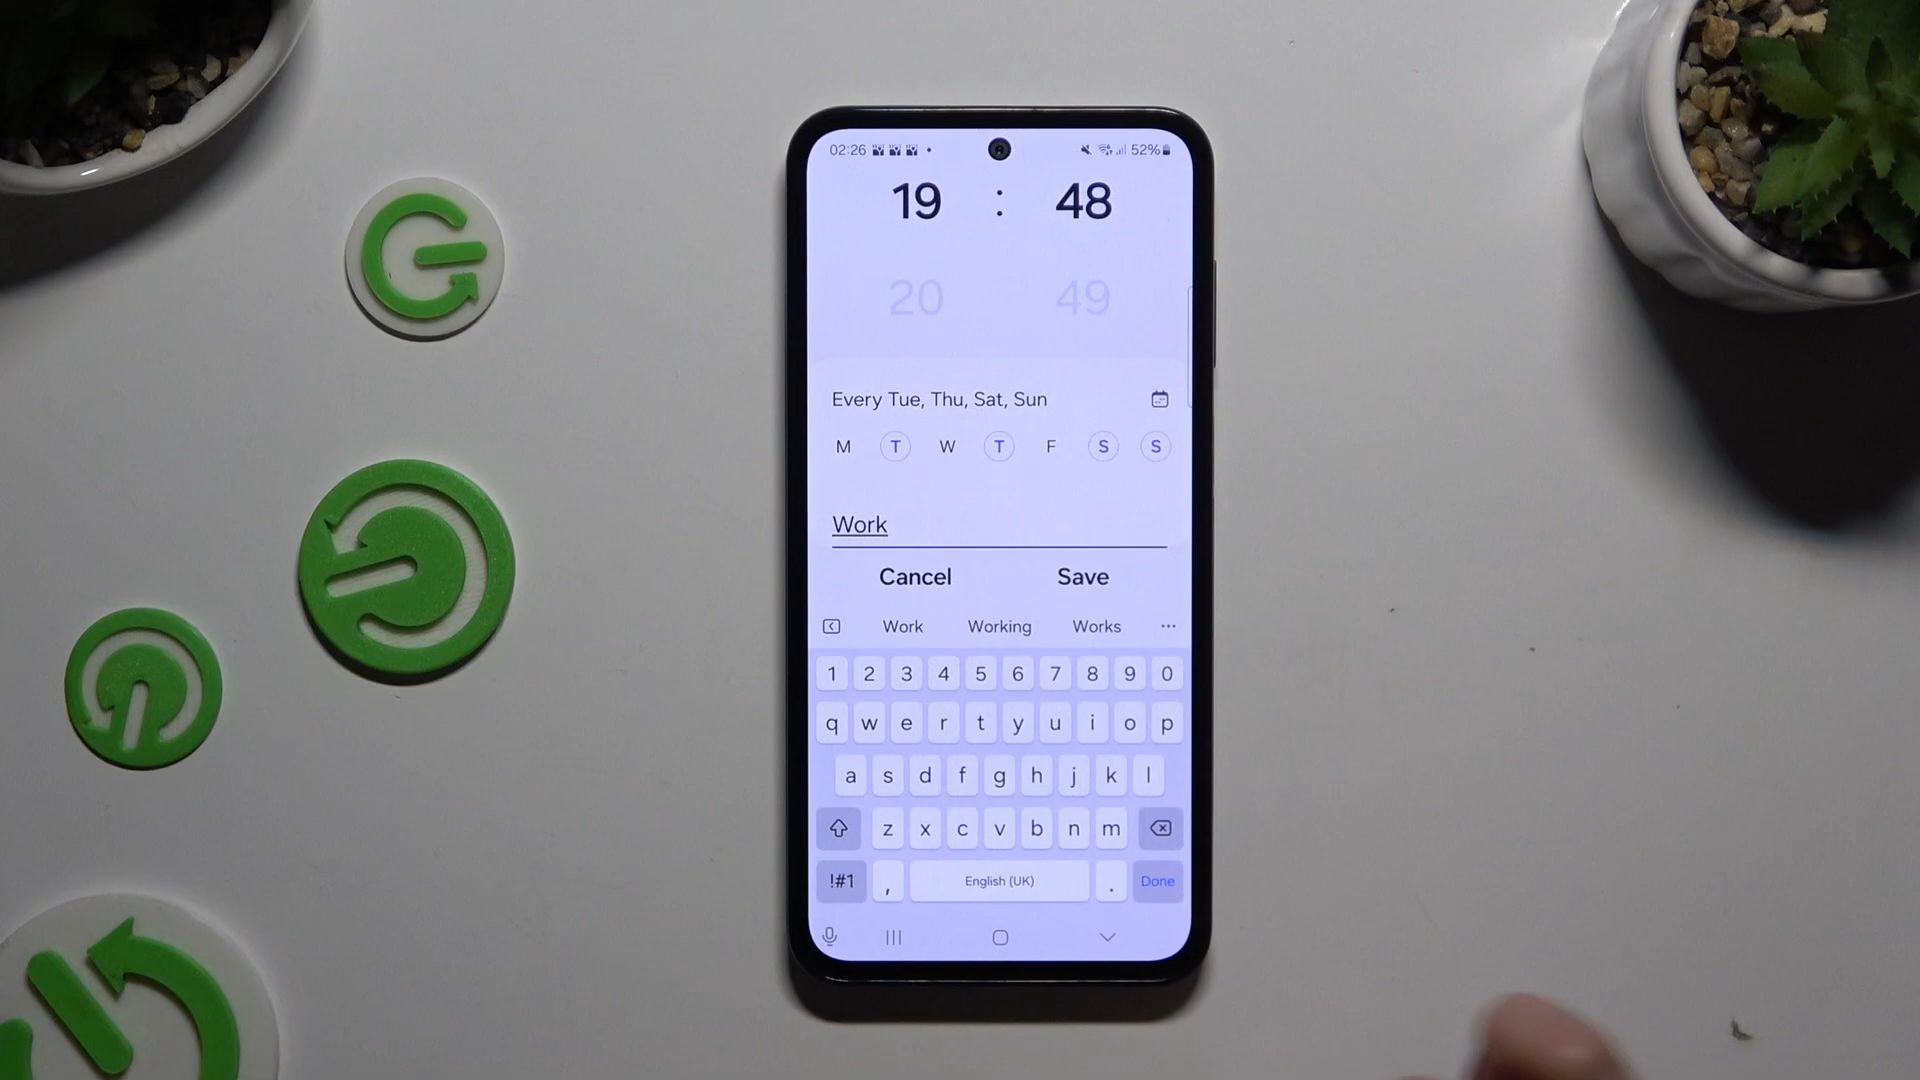 02:26 52%
19 : 48
20 49
Every Tue, Thu, Sat, Sun
M T W T F S S
Work
Cancel Save
Work Working Works ...
1 2 3 4 5 6 7 8 9 0
q w e r t y u i o p
a s d f g h j k l
z x c v b n m
!#1 , English (UK) . Done